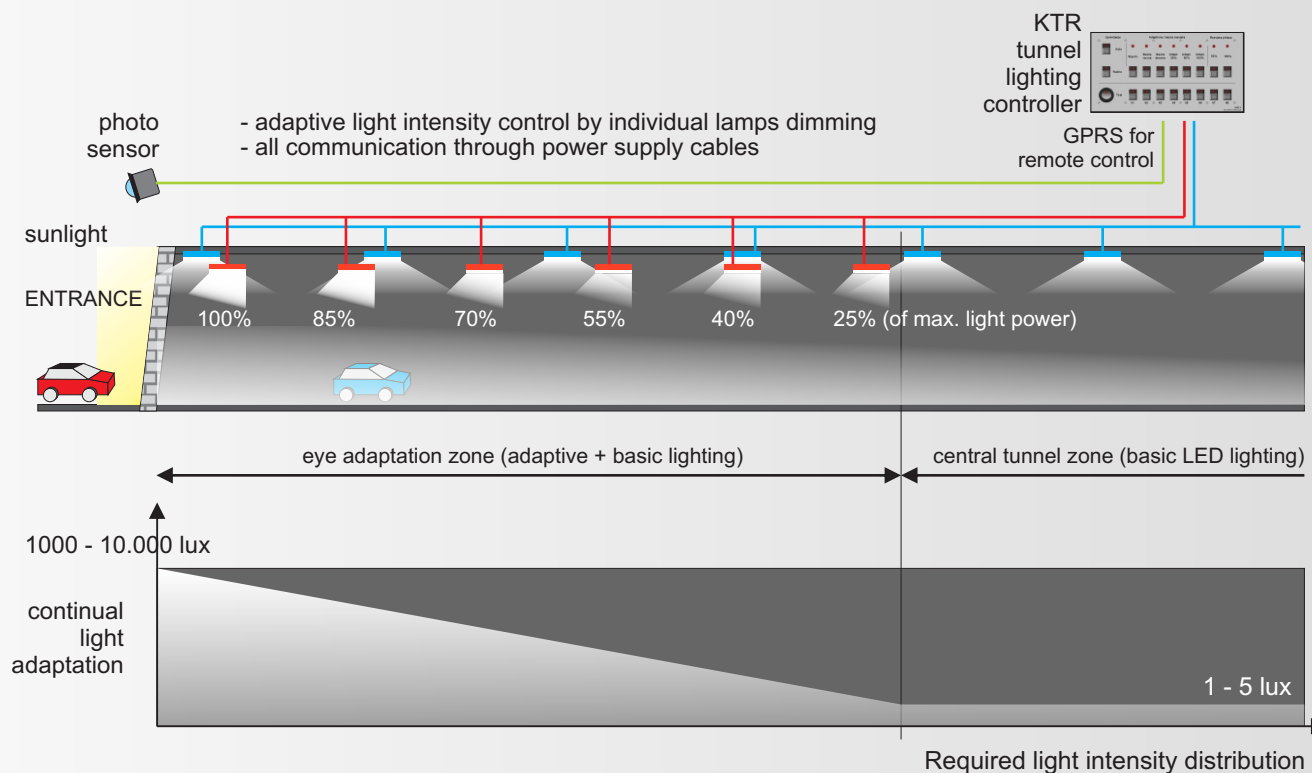 KTR
tunnel
lighting
controller
photo
sensor
- adaptive light intensity control by individual lamps dimming
- all communication through power supply cables
GPRS for
remote control
sunlight
ENTRANCE
100%
85%
70%
55%
40%
25% (of max. light power)
eye adaptation zone (adaptive + basic lighting)
central tunnel zone (basic LED lighting)
1000 - 10.000 lux
continual
light
adaptation
1 - 5 lux
Required light intensity distribution